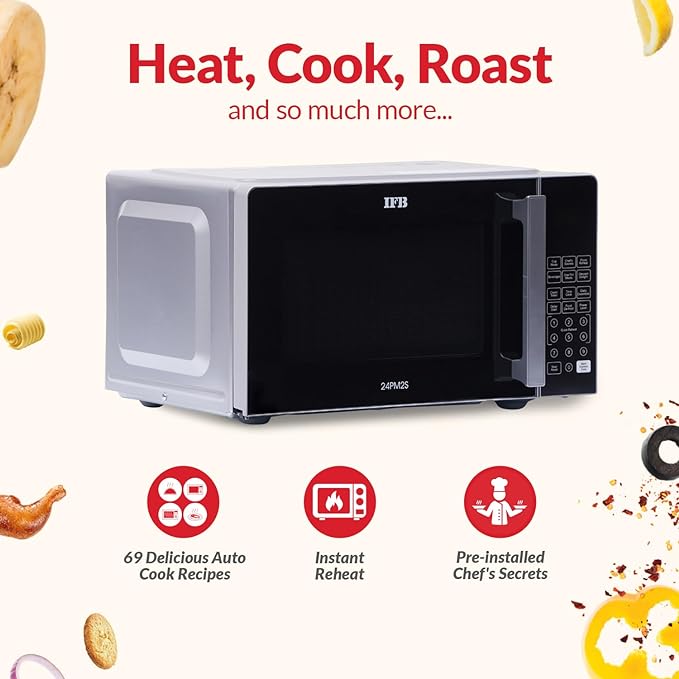 Heat, Cook, Roast
and so much more...
IFB
24PM2S
69 Delicious Auto
Cook Recipes
Instant
Reheat
Pre-installed
Chef's Secrets